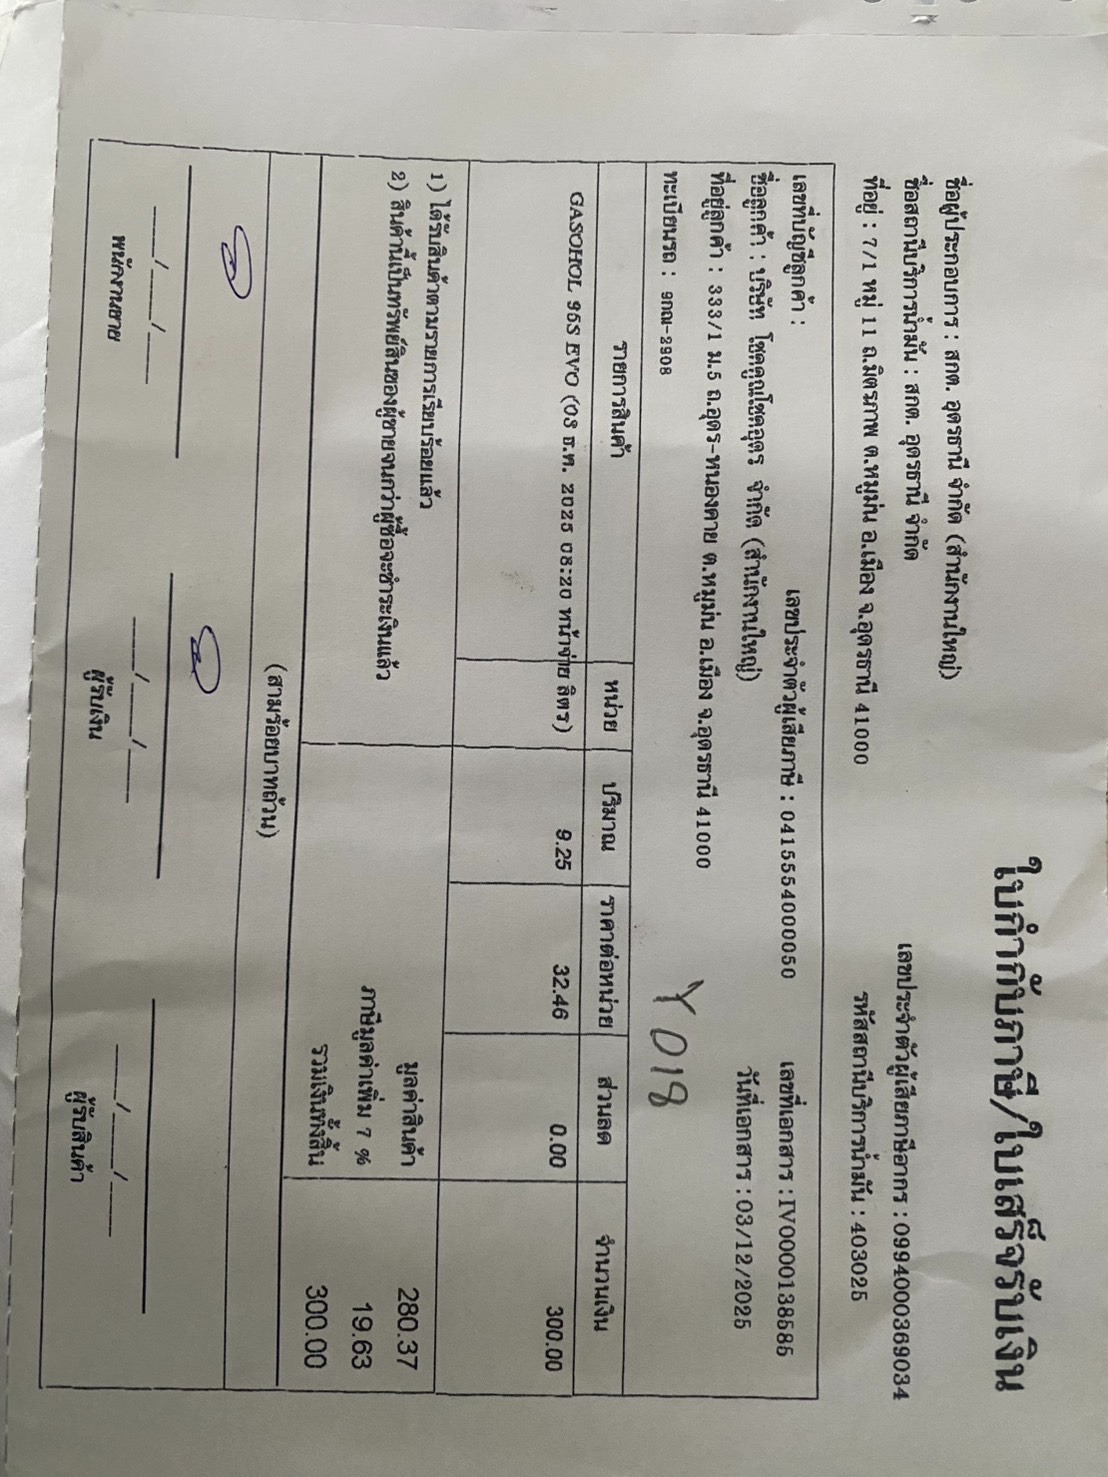 ใบกำกับภาษี/ใบเสร็จรับเงิน
ชื่อผู้ประกอบการ : สกต. อุดรธานี จำกัด (สำนักงานใหญ่) เลขประจำตัวผู้เสียภาษีอากร : 0994000369034
ชื่อสถานีบริการน้ำมัน : สกต. อุดรธานี จำกัด รหัสสถานีบริการน้ำมัน : 403025
ที่อยู่ : 7/1 หมู่ 11 ถ.มิตรภาพ ต.หมูม่น อ.เมือง จ.อุดรธานี 41000
เลขที่บัญชีลูกค้า : เลขประจำตัวผู้เสียภาษี : 0415554000050 เลขที่เอกสาร : IV0000138585
ชื่อลูกค้า : บริษัท โชคคูณโชคอุดร จำกัด (สำนักงานใหญ่) วันที่เอกสาร : 03/12/2025
ที่อยู่ลูกค้า : 333/1 ม.5 ถ.อุดร-หนองคาย ต.หมูม่น อ.เมือง จ.อุดรธานี 41000
ทะเบียนรถ : 9กฌ-2908 Y 018
รายการสินค้า หน่วย ปริมาณ ราคาต่อหน่วย ส่วนลด จำนวนเงิน
GASOHOL 95S EVO (03 ธ.ค. 2025 08:20 หน้าจ่าย ลิตร) 9.25 32.46 0.00 300.00
1) ได้รับสินค้าตามรายการเรียบร้อยแล้ว มูลค่าสินค้า 280.37
2) สินค้านี้เป็นทรัพย์สินของผู้ขายจนกว่าผู้ซื้อจะชำระเงินแล้ว ภาษีมูลค่าเพิ่ม 7 % 19.63
รวมเงินทั้งสิ้น 300.00
(สามร้อยบาทถ้วน)
___/___/___ ___/___/___ ___/___/___
พนักงานขาย ผู้รับเงิน ผู้รับสินค้า